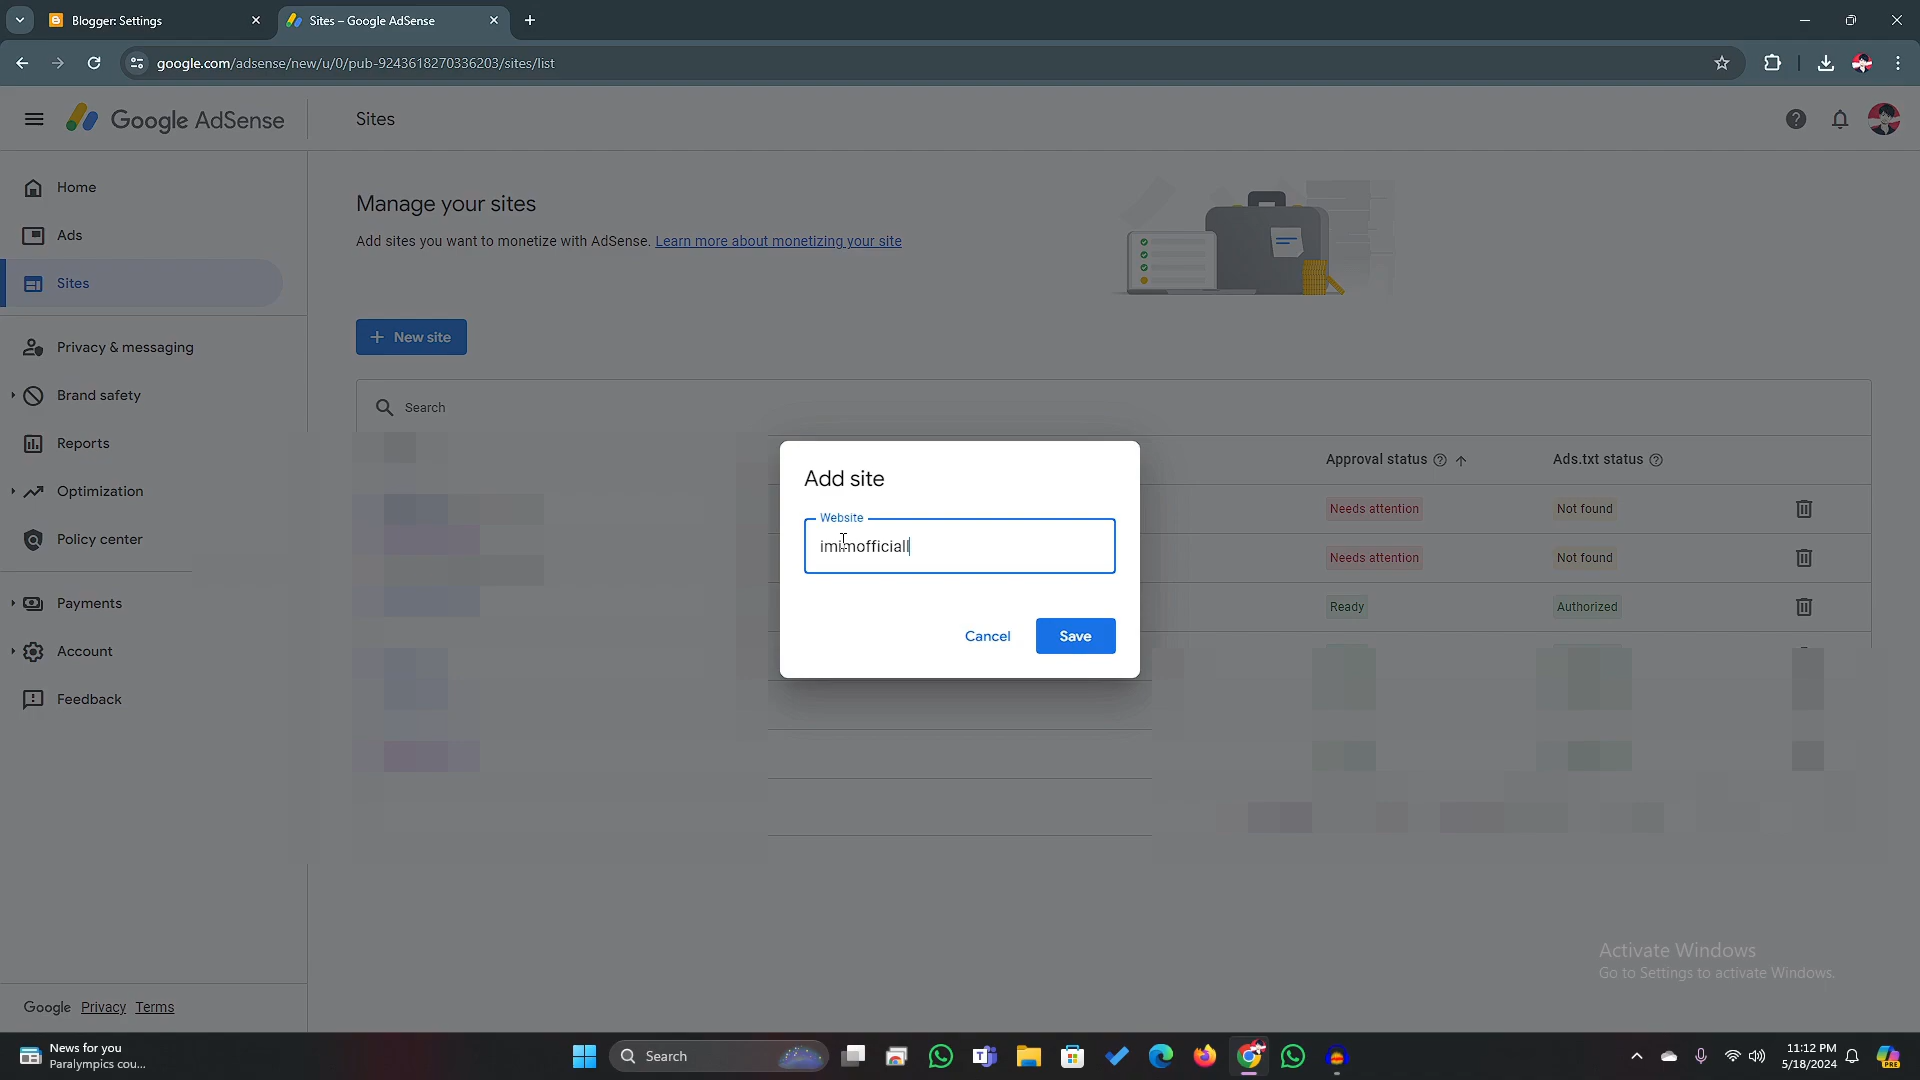 Blogger: Settings
Sites – Google AdSense
google.com/adsense/new/u/0/pub-9243618270336203/sites/list
Google AdSense
Sites
Home
Ads
Sites
Privacy & messaging
Brand safety
Reports
Optimization
Policy center
Payments
Account
Feedback
Google Privacy Terms
Manage your sites
Add sites you want to monetize with AdSense. Learn more about monetizing your site
+ New site
Search
Approval status
Ads.txt status
Needs attention
Not found
Needs attention
Not found
Ready
Authorized
Add site
Website
imimofficiall
Cancel
Save
Activate Windows
Go to Settings to activate Windows.
News for you
Paralympics cou...
Search
11:12 PM
5/18/2024
PRE